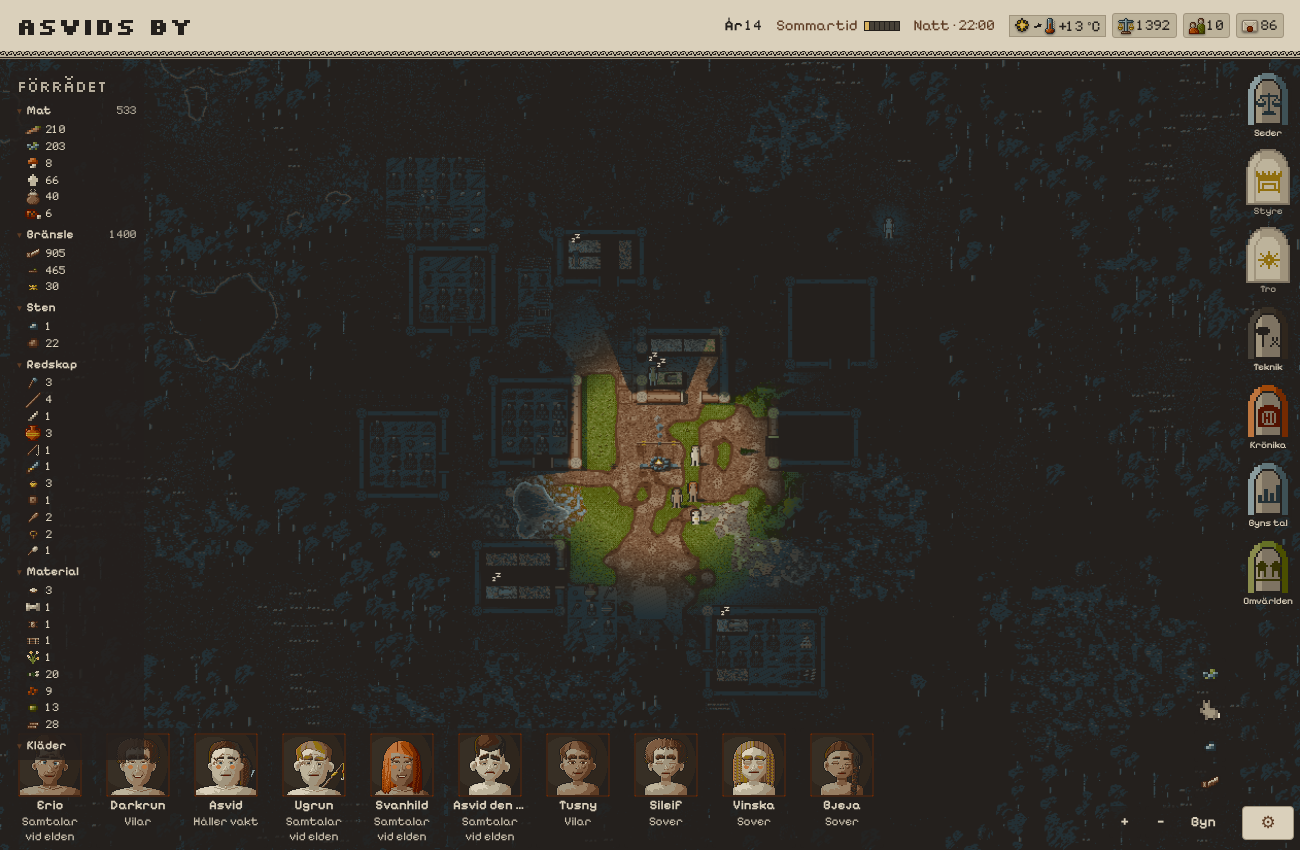 ASVIDS BY
År 14 Sommartid Natt · 22:00 +13 °C 1392 10 86
FÖRRÅDET
Mat 533
210
203
8
66
40
6
Bränsle 1400
905
465
30
Sten
1
22
Redskap
3
4
1
3
1
1
3
1
2
2
1
Material
3
1
1
1
1
20
9
13
28
Kläder
Seder
Styre
Tro
Teknik
Krönika
Byns tal
Omvärlden
z z
z z
z z
z z
z z
Eric
Samtalar
vid elden
Darkrun
Vilar
Asvid
Håller vakt
Ugrun
Samtalar
vid elden
Svanhild
Samtalar
vid elden
Asvid den ...
Samtalar
vid elden
Tusny
Vilar
Sileif
Sover
Vinska
Sover
Bjeja
Sover
+ - Byn